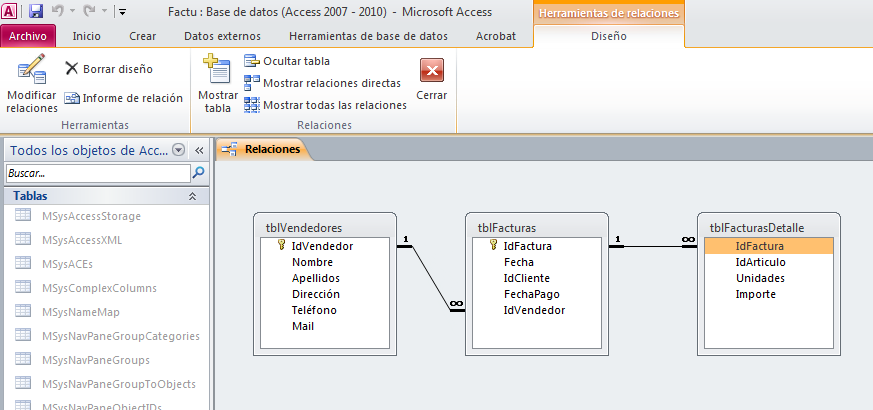 Factu : Base de datos (Access 2007 - 2010) - Microsoft Access
Herramientas de relaciones
Archivo Inicio Crear Datos externos Herramientas de base de datos Acrobat Diseño
Modificar relaciones
Borrar diseño
Informe de relación
Herramientas
Mostrar tabla
Ocultar tabla
Mostrar relaciones directas
Mostrar todas las relaciones
Cerrar
Relaciones
Todos los objetos de Acc...
Buscar...
Tablas
MSysAccessStorage
MSysAccessXML
MSysACEs
MSysComplexColumns
MSysNameMap
MSysNavPaneGroupCategories
MSysNavPaneGroups
MSysNavPaneGroupToObjects
MSysNavPaneObjectIDs
Relaciones
tblVendedores
IdVendedor
Nombre
Apellidos
Dirección
Teléfono
Mail
1
∞
tblFacturas
IdFactura
Fecha
IdCliente
FechaPago
IdVendedor
1
∞
tblFacturasDetalle
IdFactura
IdArticulo
Unidades
Importe